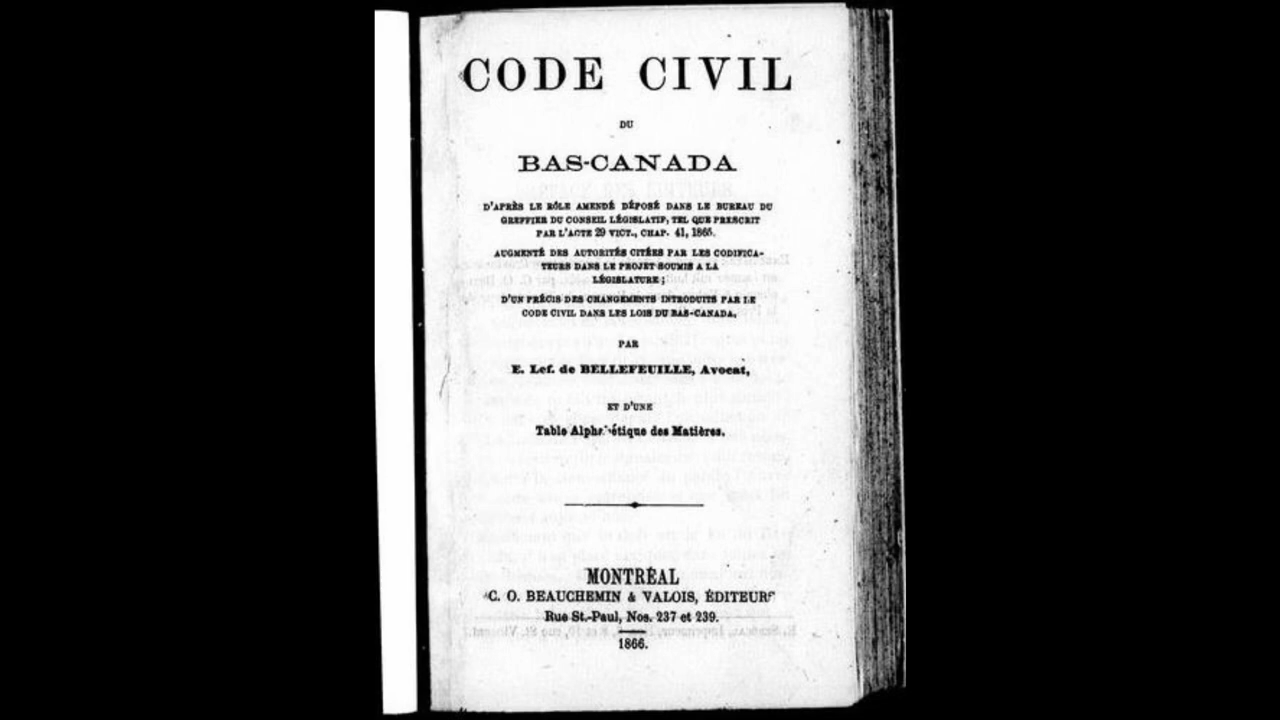 CODE CIVIL
DU
BAS-CANADA
D'APRÈS LE RÔLE AMENDÉ DÉPOSÉ DANS LE BUREAU DU
GREFFIER DU CONSEIL LÉGISLATIF, TEL QUE PRESCRIT
PAR L'ACTE 29 VICT., CHAP. 41, 1865.
AUGMENTÉ DES AUTORITÉS CITÉES PAR LES CODIFICA-
TEURS DANS LE PROJET SOUMIS A LA
LÉGISLATURE;
D'UN PRÉCIS DES CHANGEMENTS INTRODUITS PAR LE
CODE CIVIL DANS LES LOIS DU BAS-CANADA,
PAR
E. Lef. de BELLEFEUILLE, Avocat,
ET D'UNE
Table Alphabétique des Matières.
MONTRÉAL
C. O. BEAUCHEMIN & VALOIS, ÉDITEURS
Rue St.-Paul, Nos. 237 et 239.
1866.